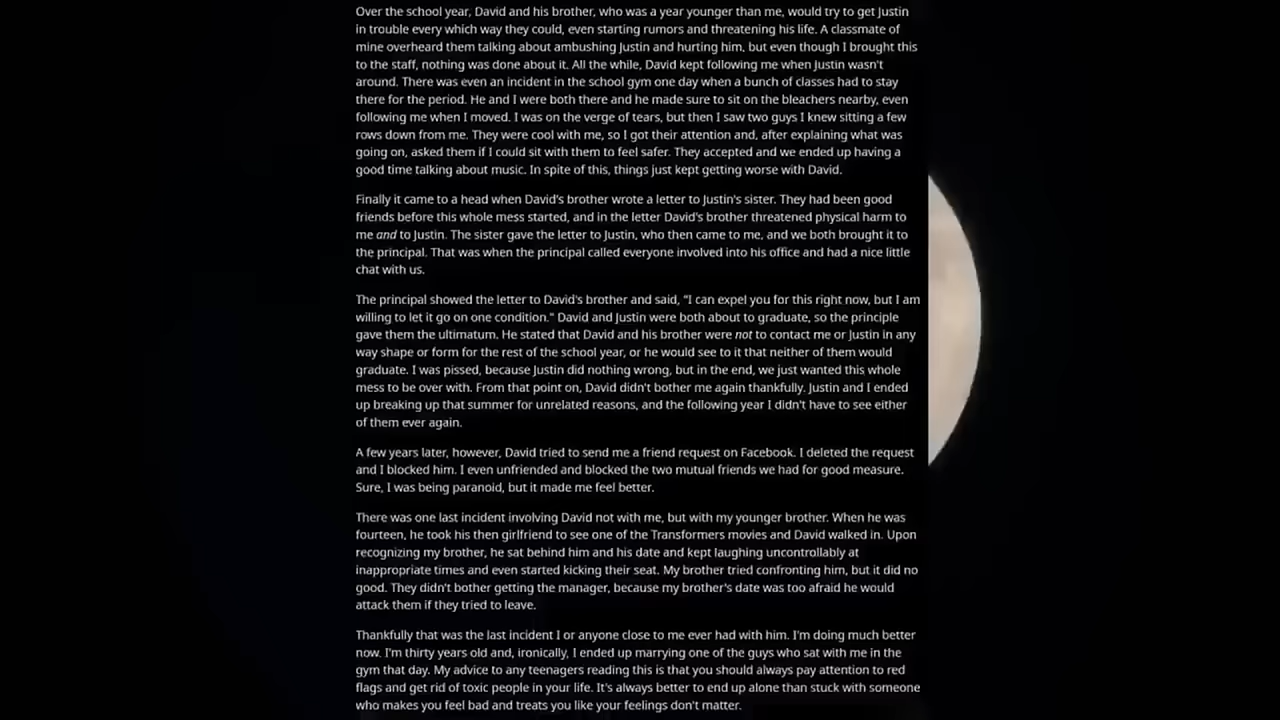 Over the school year, David and his brother, who was a year younger than me, would try to get Justin
in trouble every which way they could, even starting rumors and threatening his life. A classmate of
mine overheard them talking about ambushing Justin and hurting him, but even though I brought this
to the staff, nothing was done about it. All the while, David kept following me when Justin wasn't
around. There was even an incident in the school gym one day when a bunch of classes had to stay
there for the period. He and I were both there and he made sure to sit on the bleachers nearby, even
following me when I moved. I was on the verge of tears, but then I saw two guys I knew sitting a few
rows down from me. They were cool with me, so I got their attention and, after explaining what was
going on, asked them if I could sit with them to feel safer. They accepted and we ended up having a
good time talking about music. In spite of this, things just kept getting worse with David.
Finally it came to a head when David's brother wrote a letter to Justin's sister. They had been good
friends before this whole mess started, and in the letter David's brother threatened physical harm to
me and to Justin. The sister gave the letter to Justin, who then came to me, and we both brought it to
the principal. That was when the principal called everyone involved into his office and had a nice little
chat with us.
The principal showed the letter to David's brother and said, "I can expel you for this right now, but I am
willing to let it go on one condition." David and Justin were both about to graduate, so the principle
gave them the ultimatum. He stated that David and his brother were not to contact me or Justin in any
way shape or form for the rest of the school year, or he would see to it that neither of them would
graduate. I was pissed, because Justin did nothing wrong, but in the end, we just wanted this whole
mess to be over with. From that point on, David didn't bother me again thankfully. Justin and I ended
up breaking up that summer for unrelated reasons, and the following year I didn't have to see either
of them ever again.
A few years later, however, David tried to send me a friend request on Facebook. I deleted the request
and I blocked him. I even unfriended and blocked the two mutual friends we had for good measure.
Sure, I was being paranoid, but it made me feel better.
There was one last incident involving David not with me, but with my younger brother. When he was
fourteen, he took his then girlfriend to see one of the Transformers movies and David walked in. Upon
recognizing my brother, he sat behind him and his date and kept laughing uncontrollably at
inappropriate times and even started kicking their seat. My brother tried confronting him, but it did no
good. They didn't bother getting the manager, because my brother's date was too afraid he would
attack them if they tried to leave.
Thankfully that was the last incident I or anyone close to me ever had with him. I'm doing much better
now. I'm thirty years old and, ironically, I ended up marrying one of the guys who sat with me in the
gym that day. My advice to any teenagers reading this is that you should always pay attention to red
flags and get rid of toxic people in your life. It's always better to end up alone than stuck with someone
who makes you feel bad and treats you like your feelings don't matter.